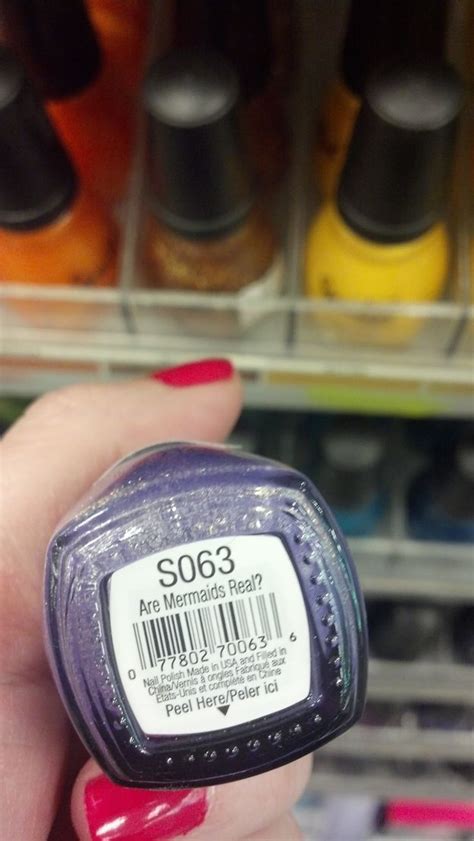 S063
Are Mermaids Real?
0 77802 70063 6
Nail Polish Made in USA and Filled in
China/Vernis à ongles Fabriqué aux
États-Unis et complété en Chine
Peel Here/Peler ici